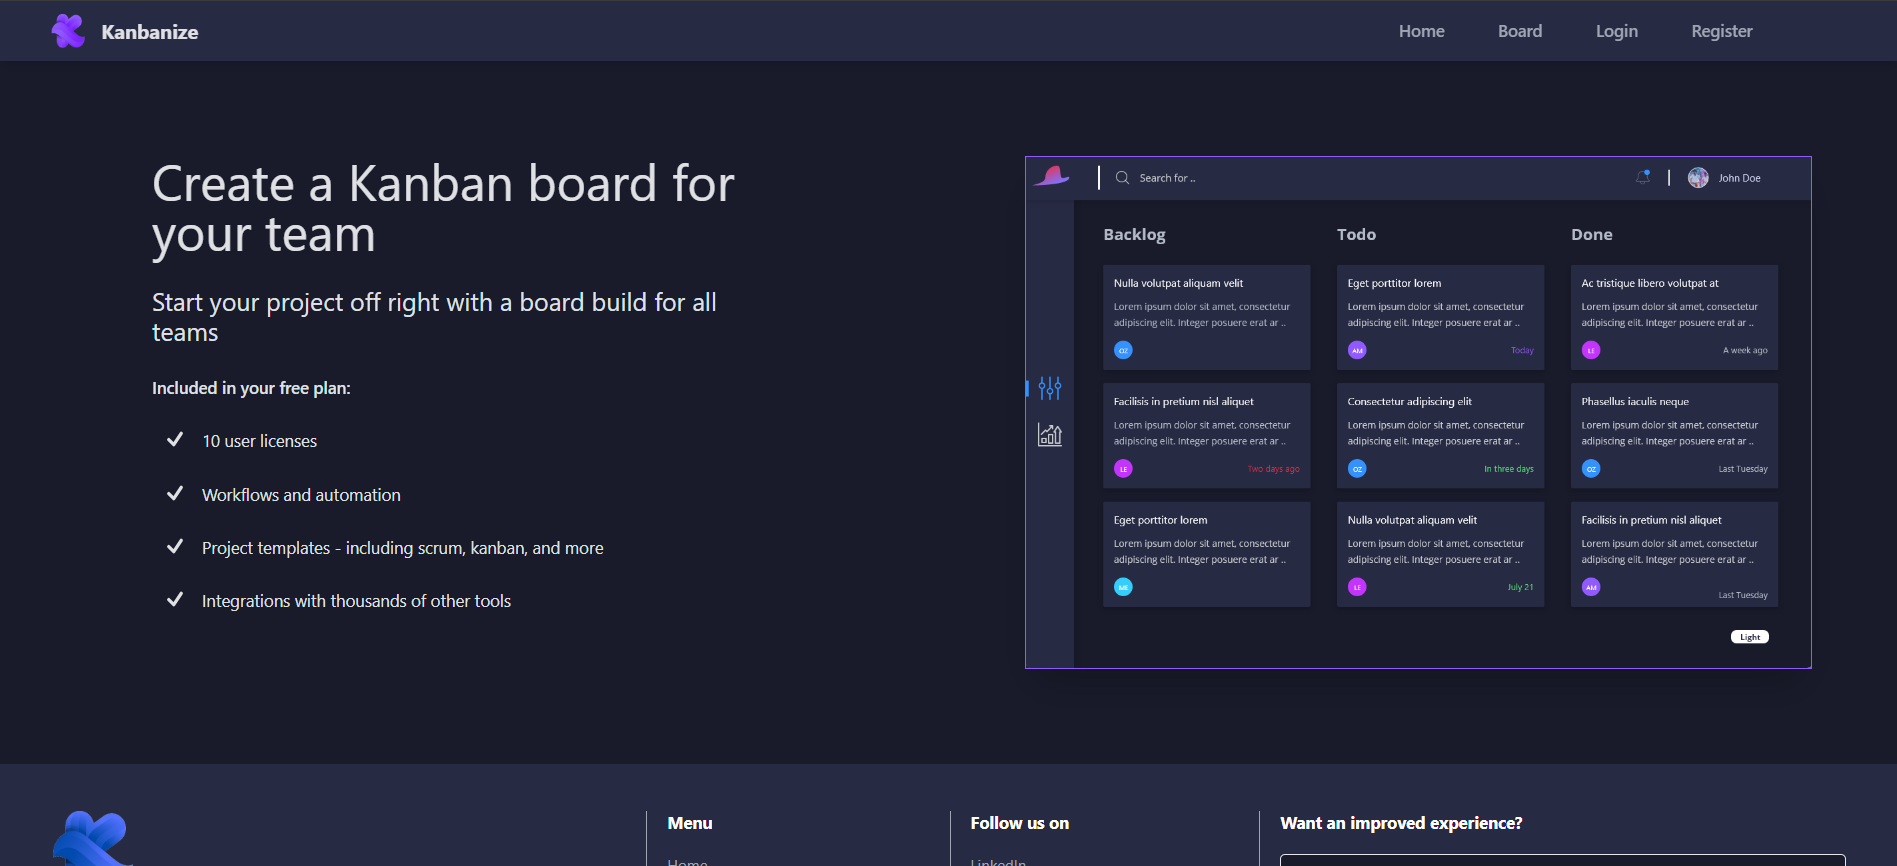 Kanbanize
Home Board Login Register
Create a Kanban board for
your team
Start your project off right with a board build for all
teams
Included in your free plan:
10 user licenses
Workflows and automation
Project templates - including scrum, kanban, and more
Integrations with thousands of other tools
Search for ..
John Doe
Backlog
Nulla volutpat aliquam velit
Lorem ipsum dolor sit amet, consectetur
adipiscing elit. Integer posuere erat ar ..
OZ
Facilisis in pretium nisl aliquet
Lorem ipsum dolor sit amet, consectetur
adipiscing elit. Integer posuere erat ar ..
LE Two days ago
Eget porttitor lorem
Lorem ipsum dolor sit amet, consectetur
adipiscing elit. Integer posuere erat ar ..
ME
Todo
Eget porttitor lorem
Lorem ipsum dolor sit amet, consectetur
adipiscing elit. Integer posuere erat ar ..
AM Today
Consectetur adipiscing elit
Lorem ipsum dolor sit amet, consectetur
adipiscing elit. Integer posuere erat ar ..
OZ In three days
Nulla volutpat aliquam velit
Lorem ipsum dolor sit amet, consectetur
adipiscing elit. Integer posuere erat ar ..
LE July 21
Done
Ac tristique libero volutpat at
Lorem ipsum dolor sit amet, consectetur
adipiscing elit. Integer posuere erat ar ..
LE A week ago
Phasellus iaculis neque
Lorem ipsum dolor sit amet, consectetur
adipiscing elit. Integer posuere erat ar ..
OZ Last Tuesday
Facilisis in pretium nisl aliquet
Lorem ipsum dolor sit amet, consectetur
adipiscing elit. Integer posuere erat ar ..
AM Last Tuesday
Light
Menu
Home
Follow us on
LinkedIn
Want an improved experience?